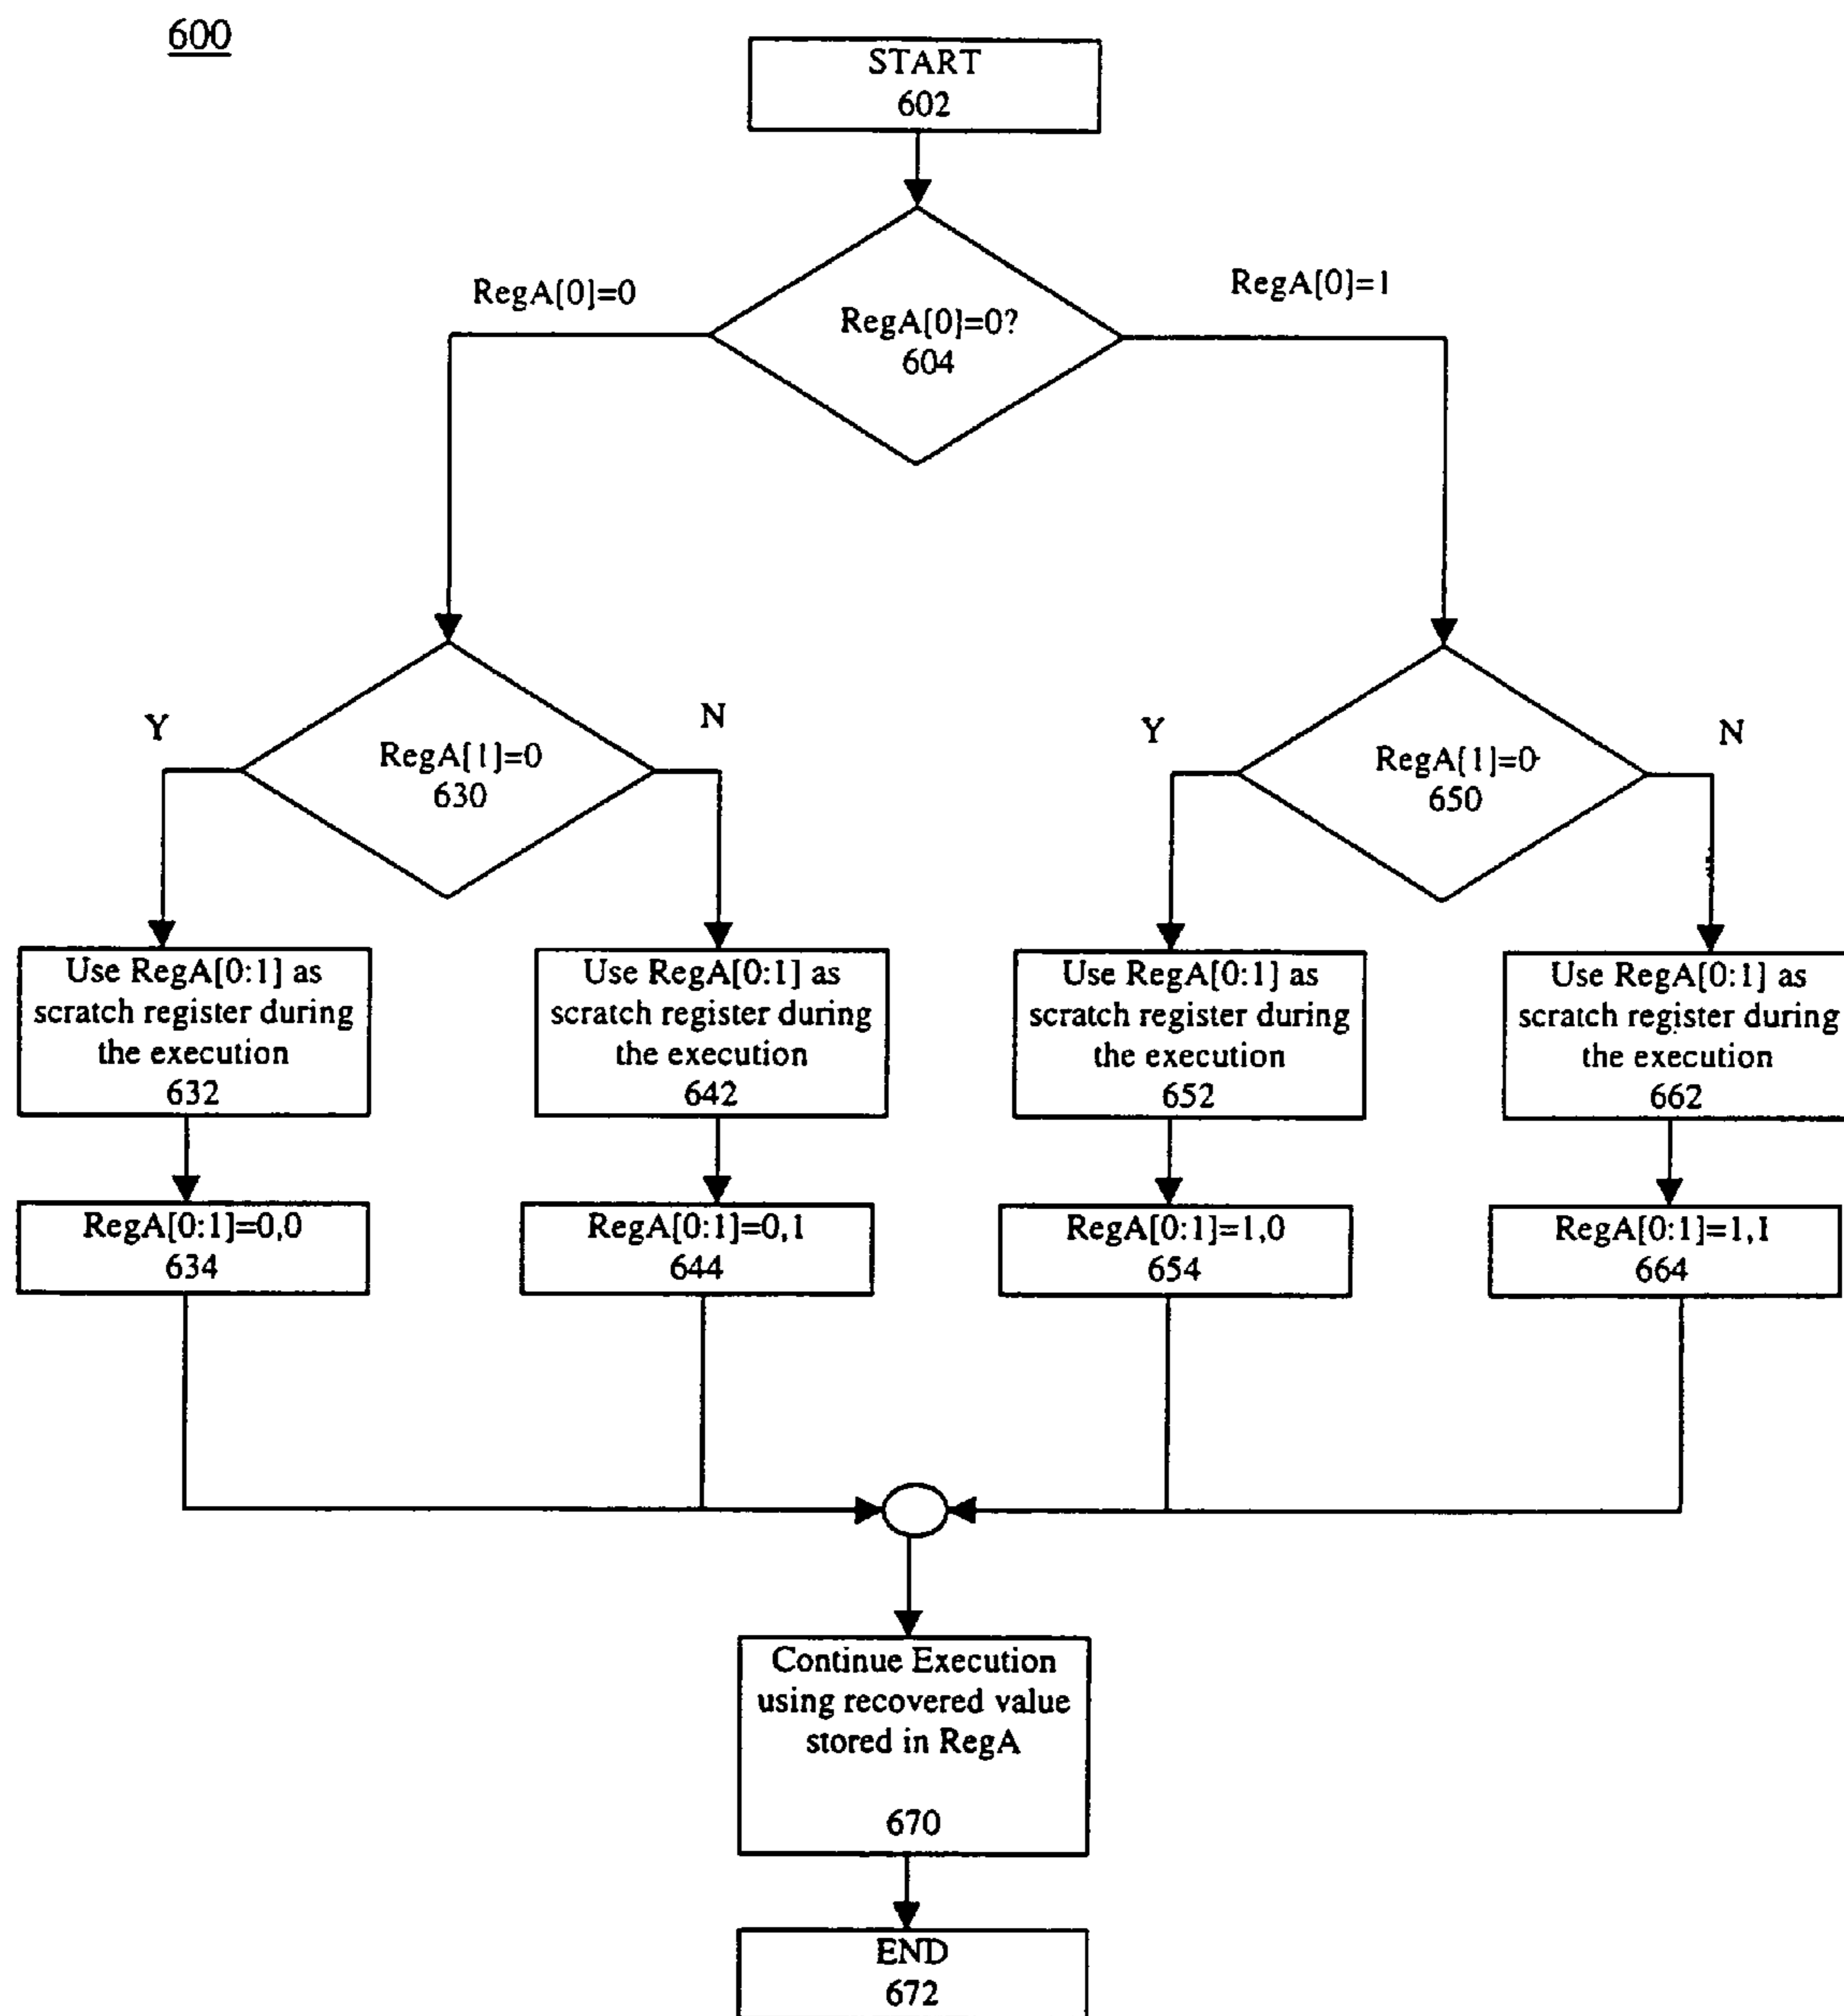 600
START
602
RegA[0]=0
RegA[0]=1
RegA[0]=0?
604
Y
N
RegA[1]=0
630
Y
N
RegA[1]=0
650
Use RegA[0:1] as
scratch register during
the execution
632
Use RegA[0:1] as
scratch register during
the execution
642
Use RegA[0:1] as
scratch register during
the execution
652
Use RegA[0:1] as
scratch register during
the execution
662
RegA[0:1]=0,0
634
RegA[0:1]=0,1
644
RegA[0:1]=1,0
654
RegA[0:1]=1,1
664
Continue Execution
using recovered value
stored in RegA
670
END
672